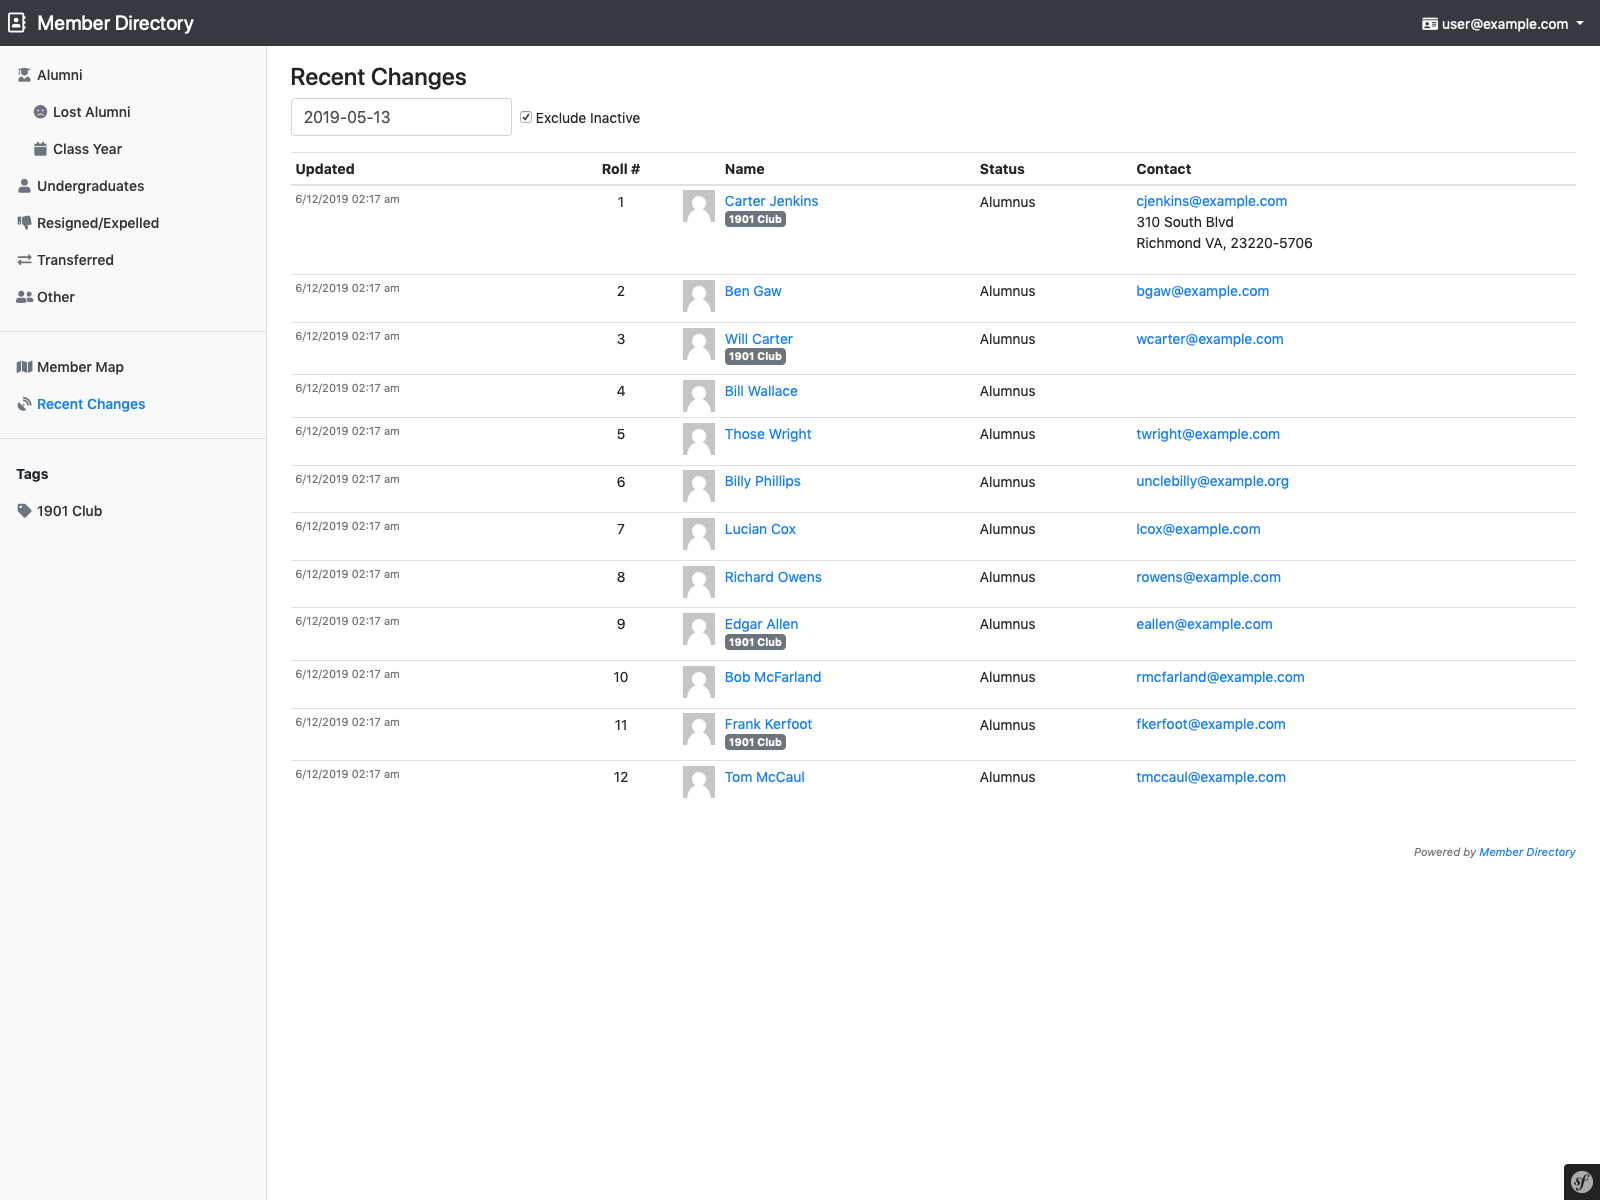 Member Directory
user@example.com
Alumni
Lost Alumni
Class Year
Undergraduates
Resigned/Expelled
Transferred
Other
Member Map
Recent Changes
Tags
1901 Club
Recent Changes
2019-05-13 Exclude Inactive
Updated Roll # Name Status Contact
6/12/2019 02:17 am 1 Carter Jenkins Alumnus cjenkins@example.com
1901 Club 310 South Blvd
Richmond VA, 23220-5706
6/12/2019 02:17 am 2 Ben Gaw Alumnus bgaw@example.com
6/12/2019 02:17 am 3 Will Carter Alumnus wcarter@example.com
1901 Club
6/12/2019 02:17 am 4 Bill Wallace Alumnus
6/12/2019 02:17 am 5 Those Wright Alumnus twright@example.com
6/12/2019 02:17 am 6 Billy Phillips Alumnus unclebilly@example.org
6/12/2019 02:17 am 7 Lucian Cox Alumnus lcox@example.com
6/12/2019 02:17 am 8 Richard Owens Alumnus rowens@example.com
6/12/2019 02:17 am 9 Edgar Allen Alumnus eallen@example.com
1901 Club
6/12/2019 02:17 am 10 Bob McFarland Alumnus rmcfarland@example.com
6/12/2019 02:17 am 11 Frank Kerfoot Alumnus fkerfoot@example.com
1901 Club
6/12/2019 02:17 am 12 Tom McCaul Alumnus tmccaul@example.com
Powered by Member Directory
sf